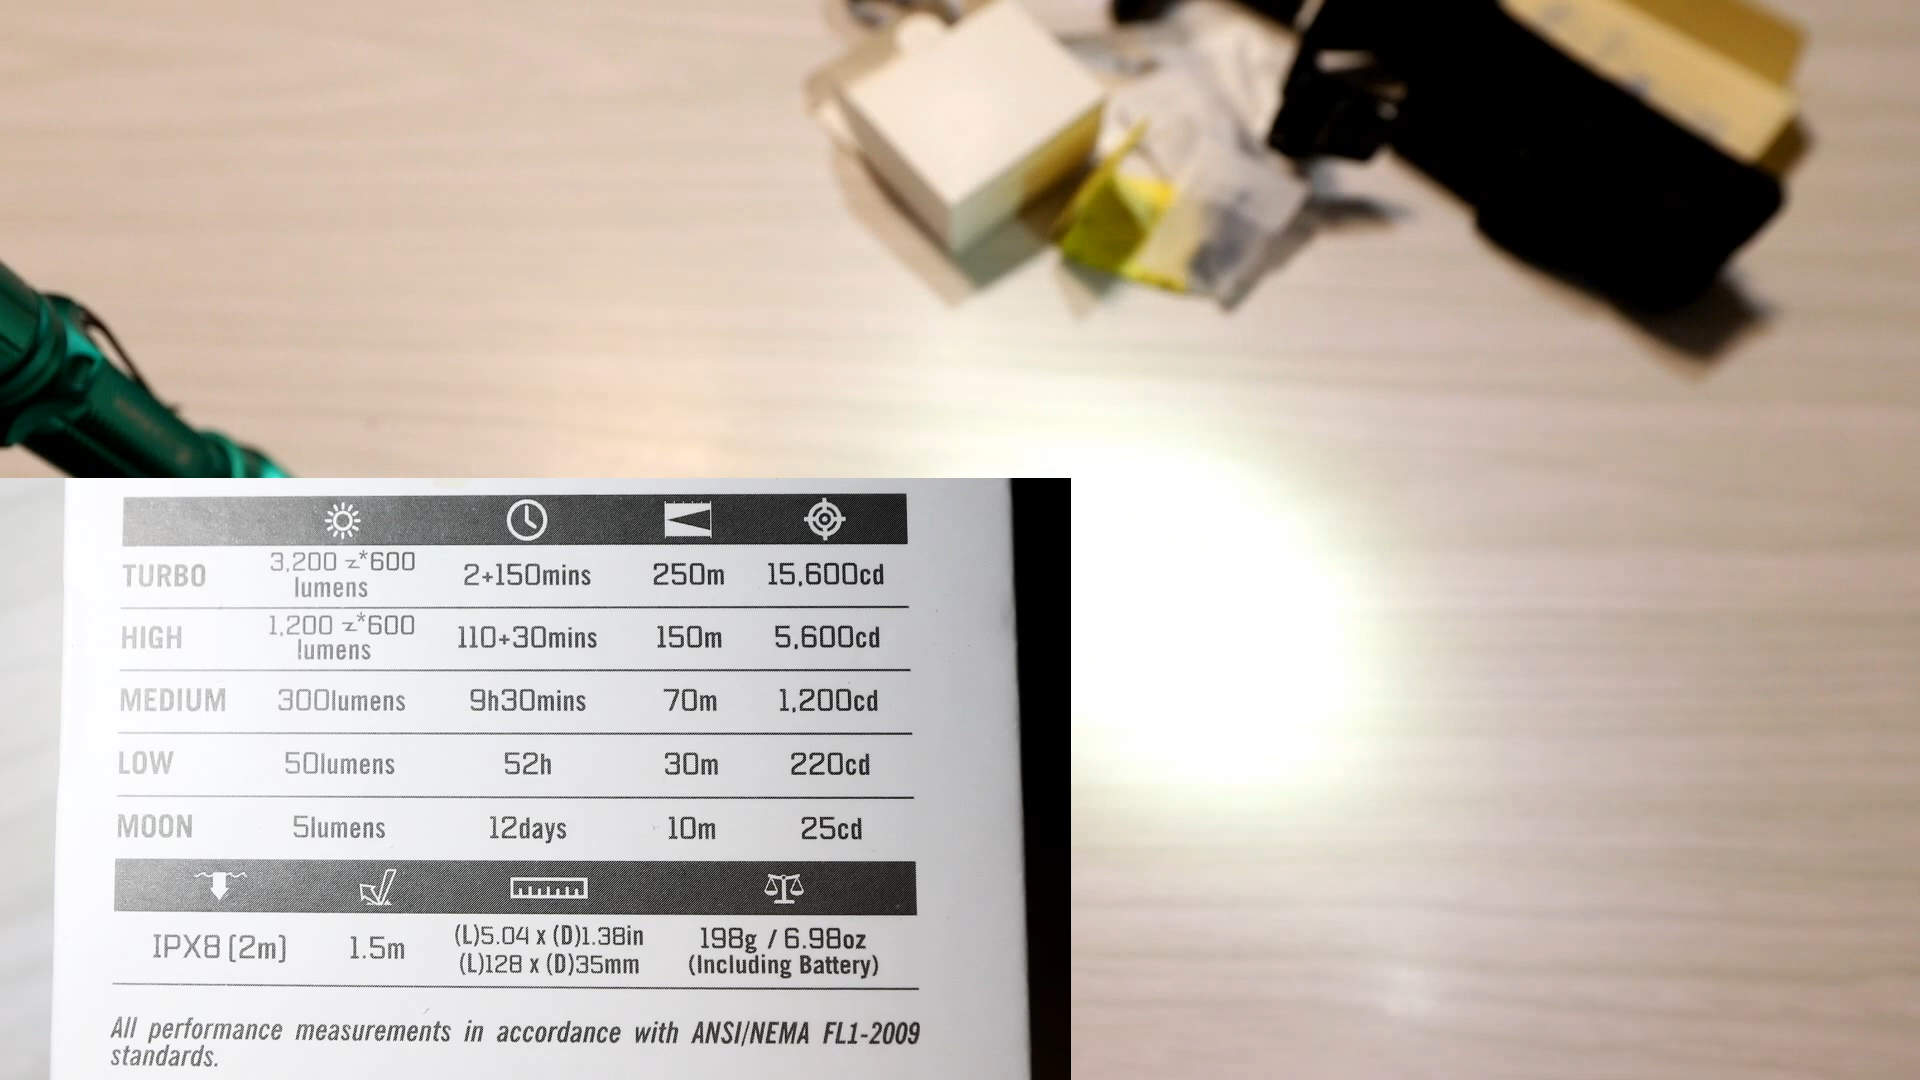 TURBO 3,200 z*600 lumens 2+150mins 250m 15,600cd
HIGH 1,200 z*600 lumens 110+30mins 150m 5,600cd
MEDIUM 300lumens 9h30mins 70m 1,200cd
LOW 50lumens 52h 30m 220cd
MOON 5lumens 12days 10m 25cd
IPX8 (2m) 1.5m (L)5.04 x (D)1.38in 198g / 6.98oz
(L)128 x (D)35mm (Including Battery)
All performance measurements in accordance with ANSI/NEMA FL1-2009
standards.